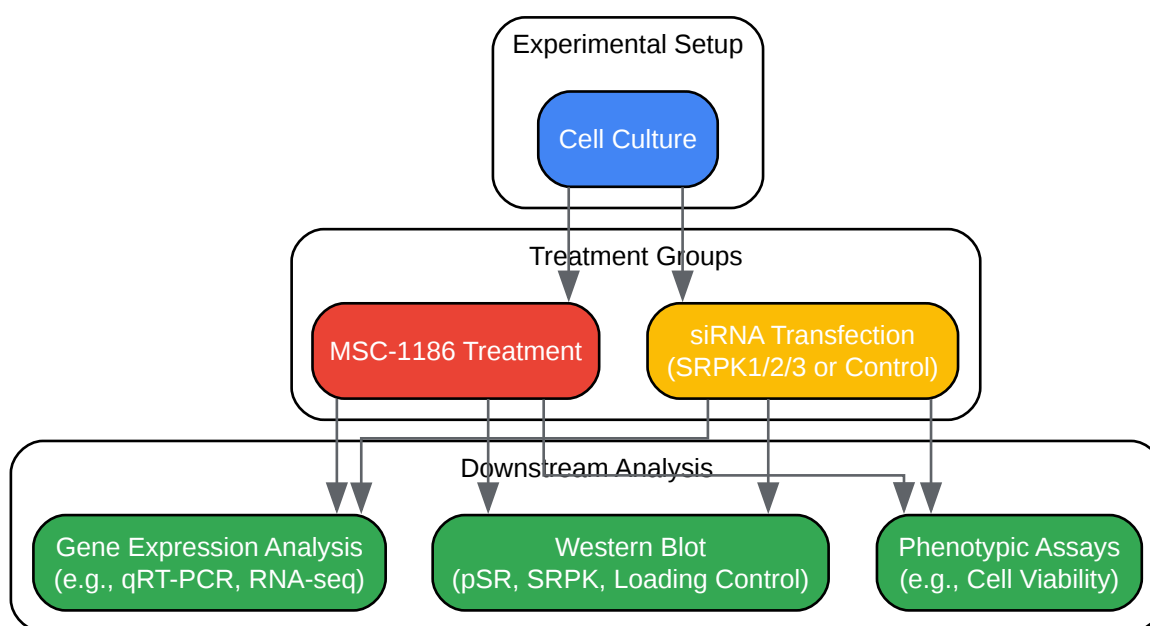 Experimental Setup
Cell Culture
Treatment Groups
MSC-1186 Treatment
siRNA Transfection
(SRPK1/2/3 or Control)
Downstream Analysis
Gene Expression Analysis
(e.g., qRT-PCR, RNA-seq)
Western Blot
(pSR, SRPK, Loading Control)
Phenotypic Assays
(e.g., Cell Viability)